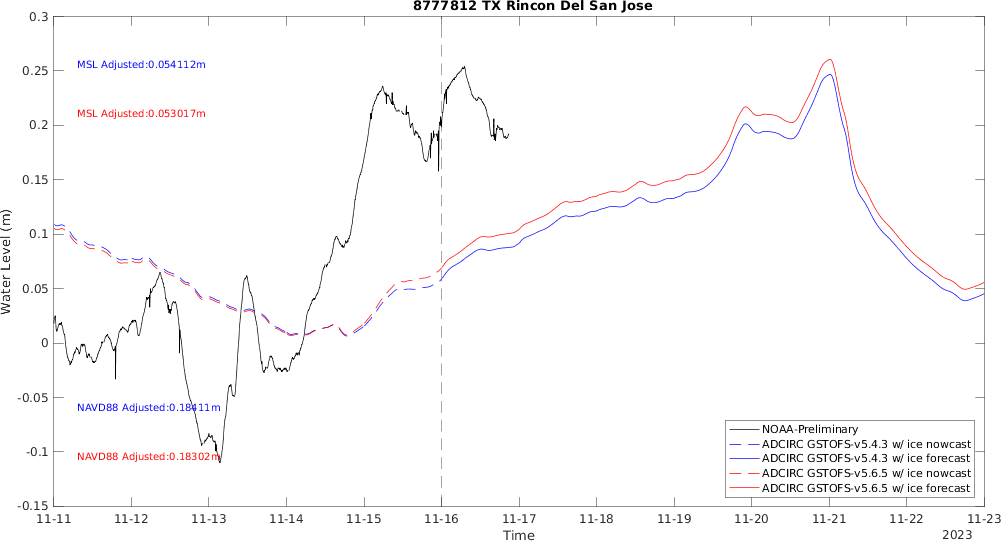 8777812 TX Rincon Del San Jose
0.3
0.25
0.2
0.15
0.1
0.05
0
-0.05
-0.1
-0.15
Water Level (m)
MSL Adjusted:0.054112m
MSL Adjusted:0.053017m
NAVD88 Adjusted:0.18411m
NAVD88 Adjusted:0.18302m
NOAA-Preliminary
ADCIRC GSTOFS-v5.4.3 w/ ice nowcast
ADCIRC GSTOFS-v5.4.3 w/ ice forecast
ADCIRC GSTOFS-v5.6.5 w/ ice nowcast
ADCIRC GSTOFS-v5.6.5 w/ ice forecast
11-11 11-12 11-13 11-14 11-15 11-16 11-17 11-18 11-19 11-20 11-21 11-22 11-23
Time
2023